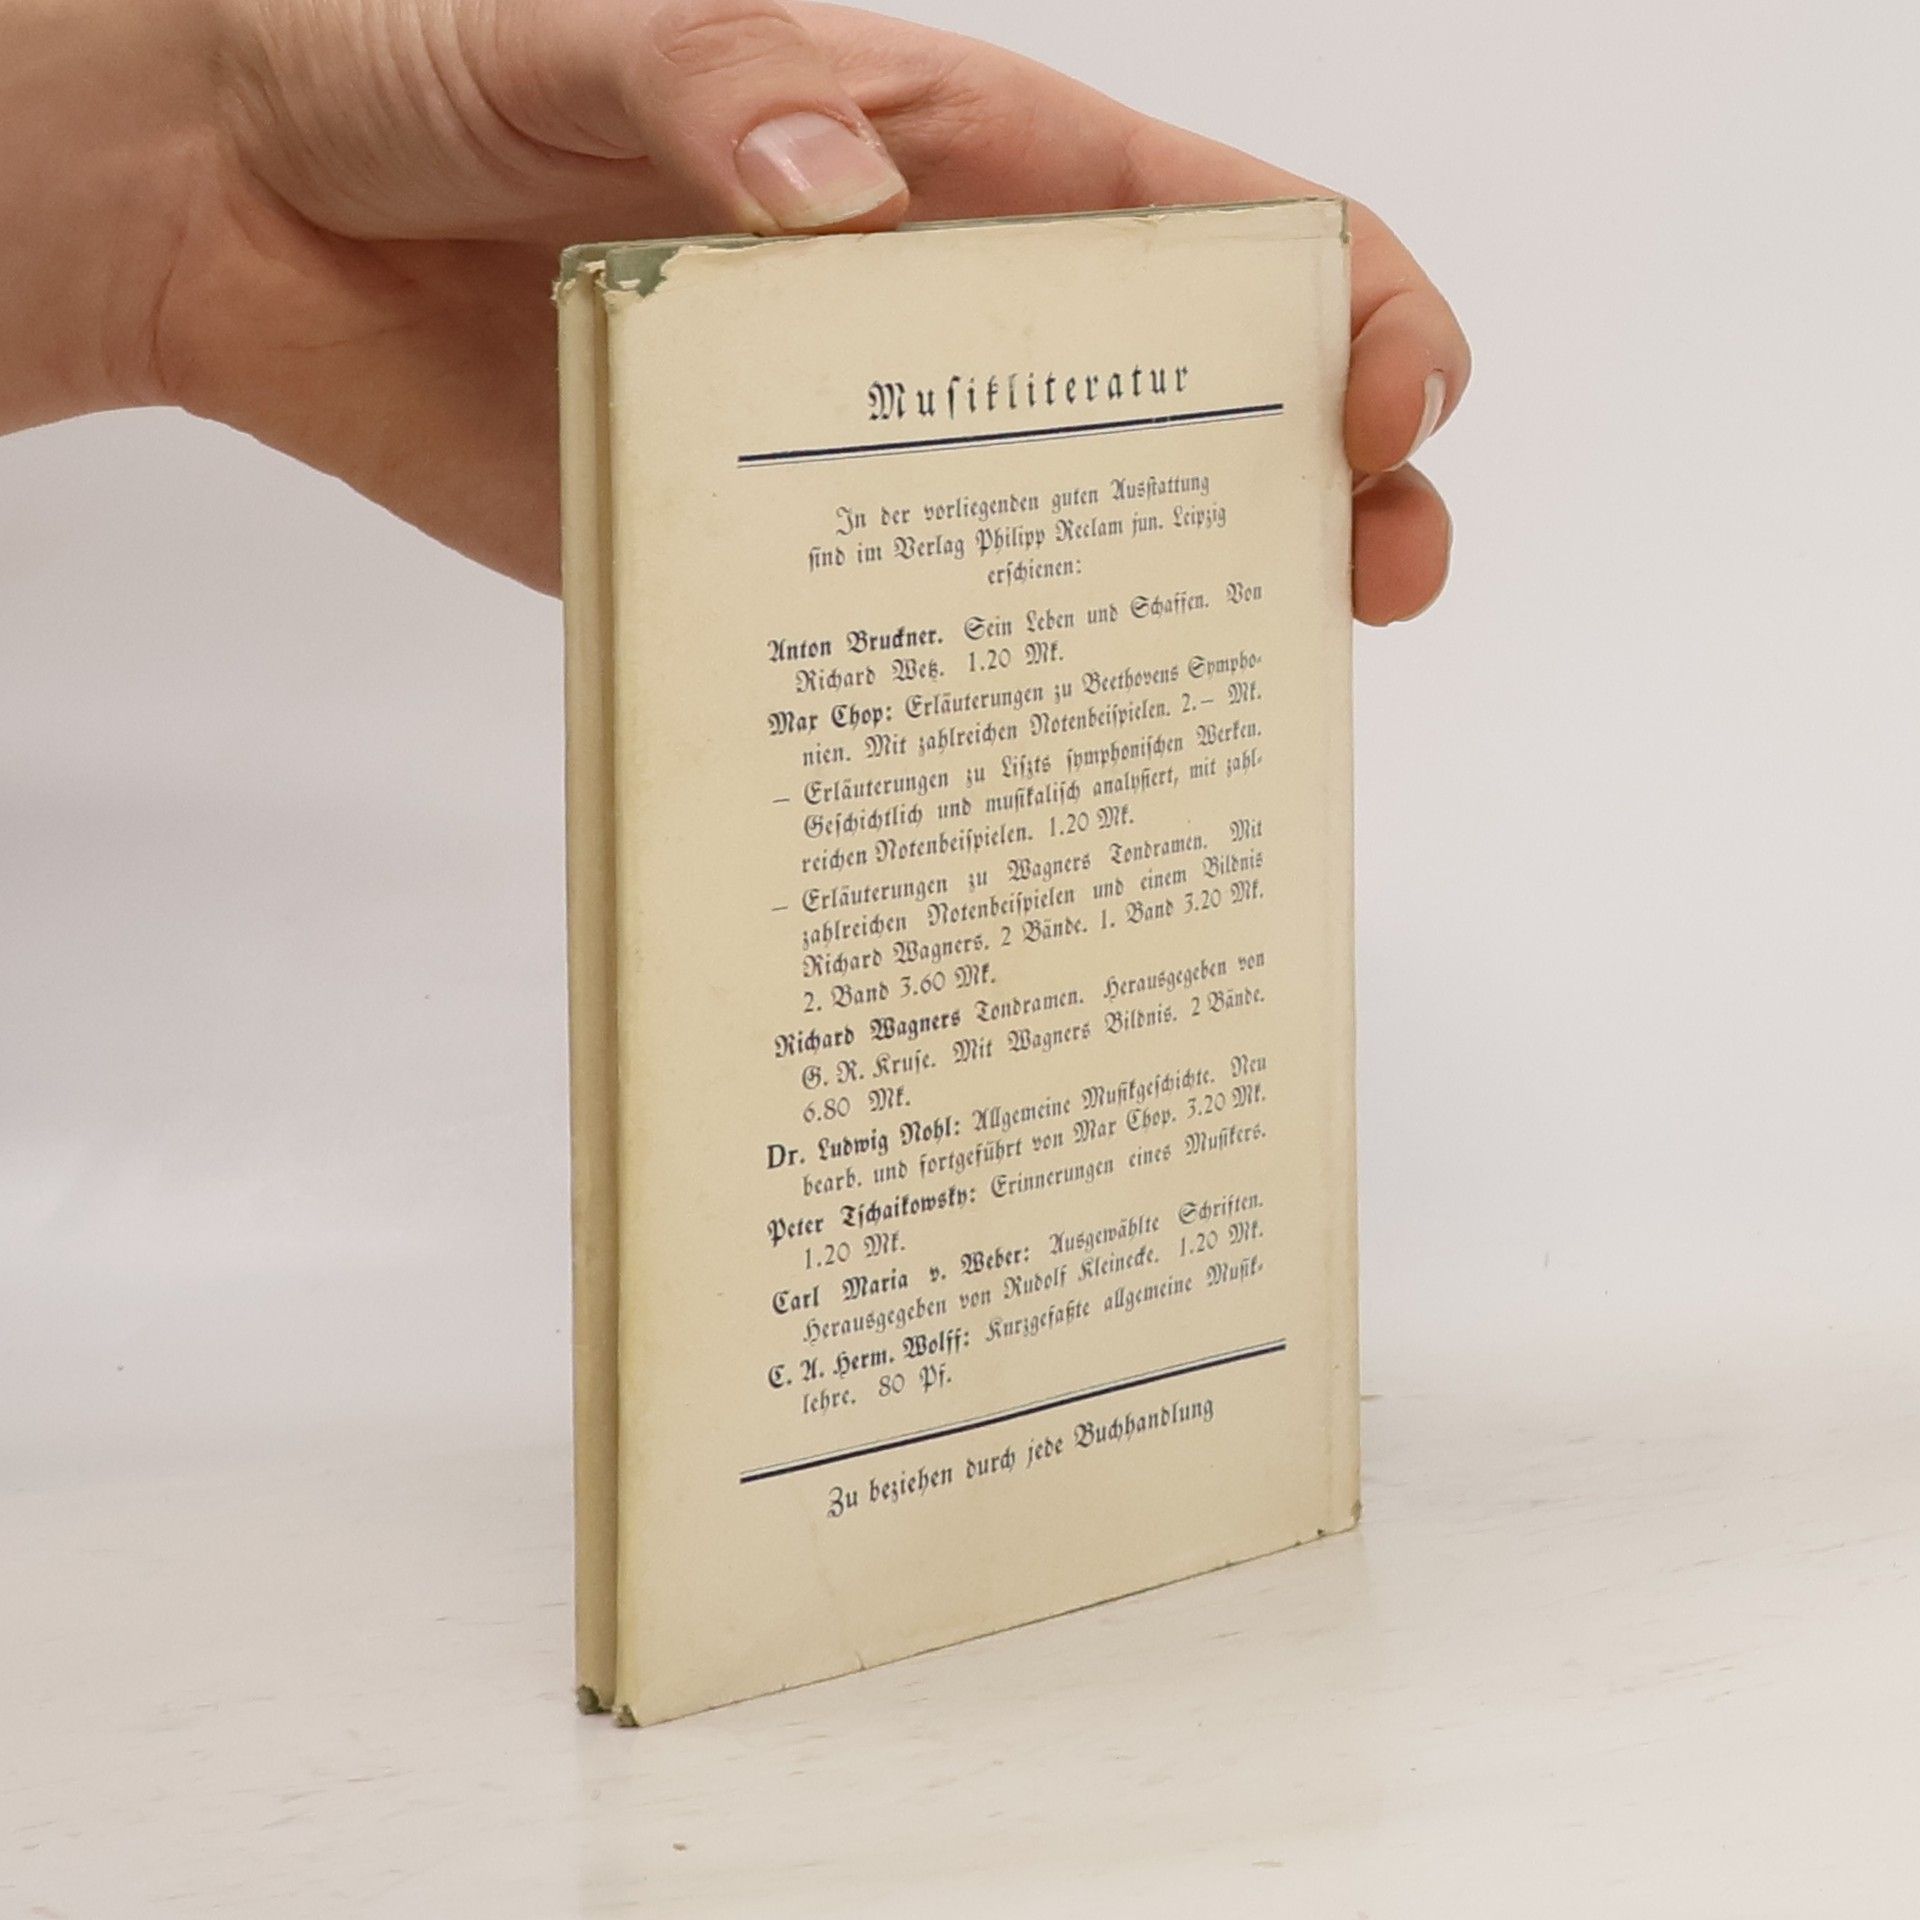 Musikliteratur
In der vorliegenden guten Ausstattung
sind im Verlag Philipp Reclam jun. Leipzig
erschienen:
Anton Bruckner. Sein Leben und Schaffen. Von
Richard Wetz. 1.20 Mk.
Max Chop: Erläuterungen zu Beethovens Sympho-
nien. Mit zahlreichen Notenbeispielen. 2.– Mk.
– Erläuterungen zu Liszts symphonischen Werken.
Geschichtlich und musikalisch analysiert, mit zahl-
reichen Notenbeispielen. 1.20 Mk.
– Erläuterungen zu Wagners Tondramen. Mit
zahlreichen Notenbeispielen und einem Bildnis
Richard Wagners. 2 Bände. 1. Band 3.20 Mk.
2. Band 3.60 Mk.
Richard Wagners Tondramen. Herausgegeben von
G. R. Kruse. Mit Wagners Bildnis. 2 Bände.
6.80 Mk.
Dr. Ludwig Nohl: Allgemeine Musikgeschichte. Neu
bearb. und fortgeführt von Max Chop. 3.20 Mk.
Peter Tschaikowsky: Erinnerungen eines Musikers.
1.20 Mk.
Carl Maria v. Weber: Ausgewählte Schriften.
Herausgegeben von Rudolf Kleinecke. 1.20 Mk.
C. A. Herm. Wolff: Kurzgefaßte allgemeine Musik-
lehre. 80 Pf.
Zu beziehen durch jede Buchhandlung